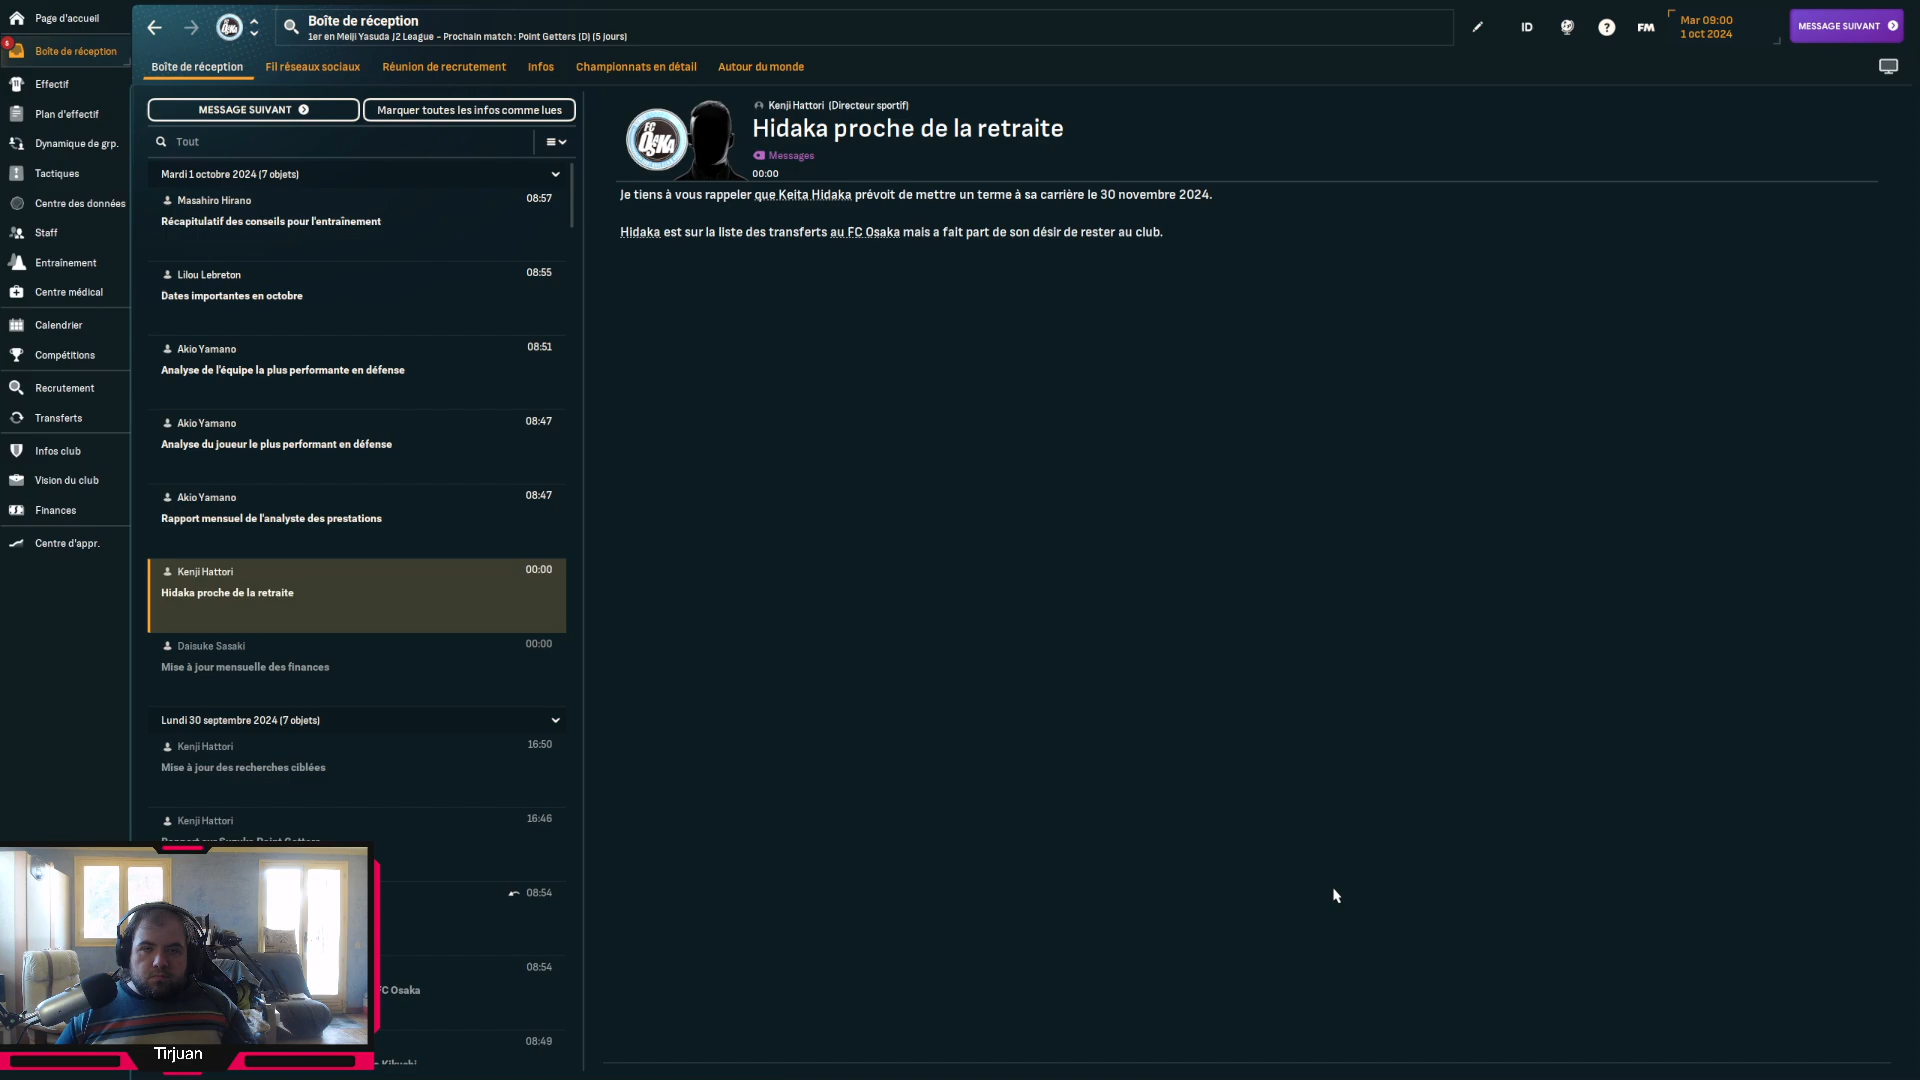 Page d'accueil
6
Boîte de réception
Effectif
Plan d'effectif
Dynamique de grp.
Tactiques
Centre des données
Staff
Entraînement
Centre médical
Calendrier
Compétitions
Recrutement
Transferts
Infos club
Vision du club
Finances
Centre d'appr.
Boîte de réception
1er en Meiji Yasuda J2 League - Prochain match : Point Getters (D) (5 jours)
ID
?
FM
Mar 09:00
1 oct 2024
MESSAGE SUIVANT
Boîte de réception
Fil réseaux sociaux
Réunion de recrutement
Infos
Championnats en détail
Autour du monde
MESSAGE SUIVANT
Marquer toutes les infos comme lues
Tout
Mardi 1 octobre 2024 (7 objets)
Masahiro Hirano 08:57
Récapitulatif des conseils pour l'entraînement
Lilou Lebreton 08:55
Dates importantes en octobre
Akio Yamano 08:51
Analyse de l'équipe la plus performante en défense
Akio Yamano 08:47
Analyse du joueur le plus performant en défense
Akio Yamano 08:47
Rapport mensuel de l'analyste des prestations
Kenji Hattori 00:00
Hidaka proche de la retraite
Daisuke Sasaki 00:00
Mise à jour mensuelle des finances
Lundi 30 septembre 2024 (7 objets)
Kenji Hattori 16:50
Mise à jour des recherches ciblées
Kenji Hattori 16:46
08:54
08:54
FC Osaka
08:49
FC
OSAKA
Kenji Hattori (Directeur sportif)
Hidaka proche de la retraite
Messages
00:00
Je tiens à vous rappeler que Keita Hidaka prévoit de mettre un terme à sa carrière le 30 novembre 2024.
Hidaka est sur la liste des transferts au FC Osaka mais a fait part de son désir de rester au club.
Tirjuan